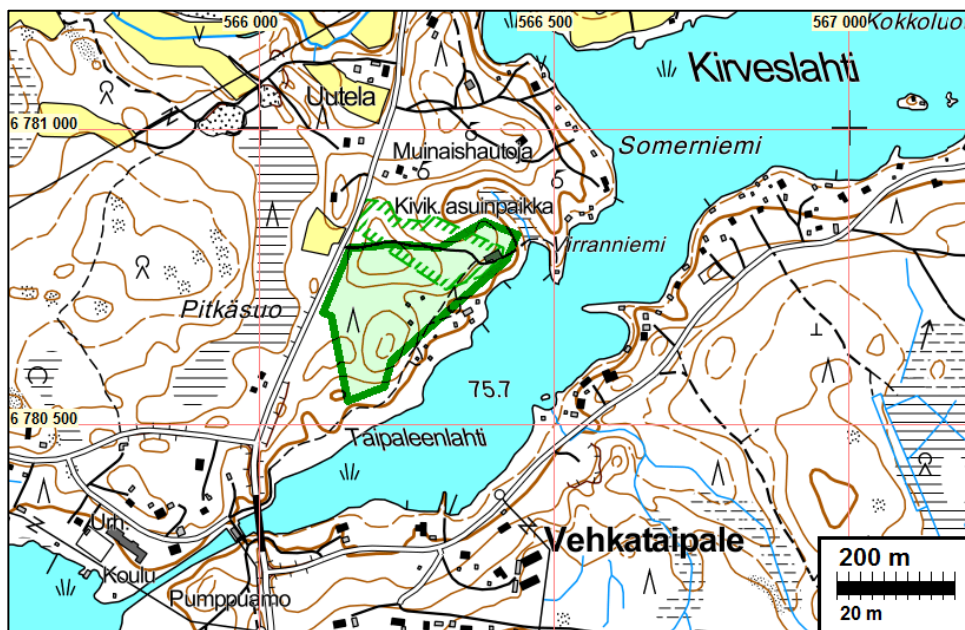 566 000
566 500
567 000
Kokkoluo
Kirveslahti
Uutela
6 781 000
Muinaishautoja
Somerniemi
Kivik. asuinpaikka
Virranniemi
Pitkäsuo
75.7
6 780 500
Taipaleenlahti
Urh.
Vehkataipale
Koulu
Pumppuamo
200 m
20 m